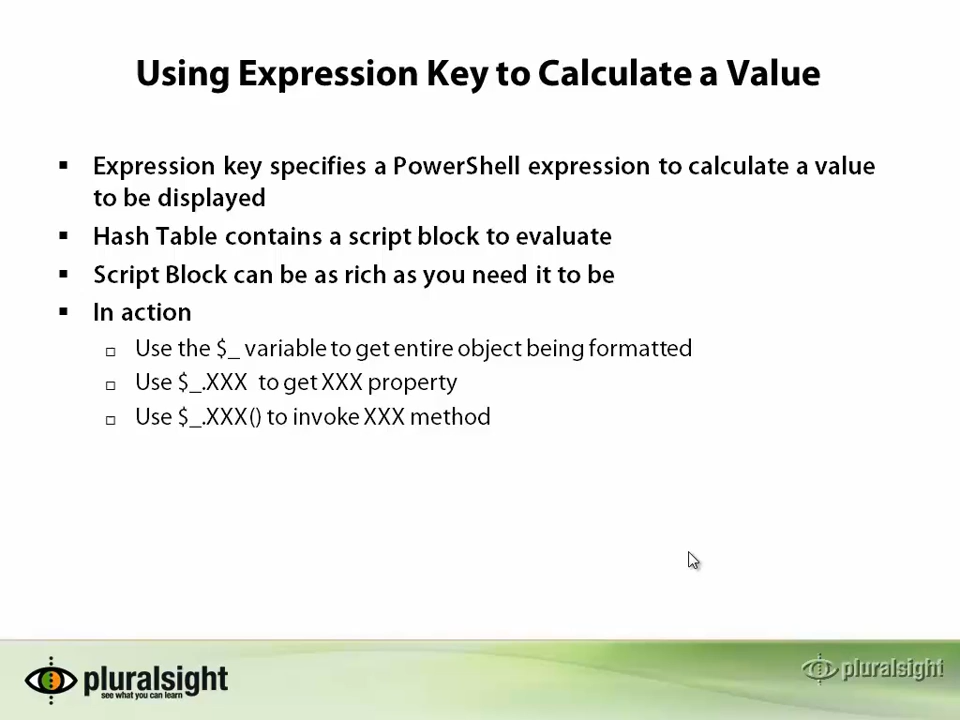 Using Expression Key to Calculate a Value
Expression key specifies a PowerShell expression to calculate a value
to be displayed
Hash Table contains a script block to evaluate
Script Block can be as rich as you need it to be
In action
Use the $_ variable to get entire object being formatted
Use $_.XXX to get XXX property
Use $_.XXX() to invoke XXX method
pluralsight
see what you can learn
pluralsight